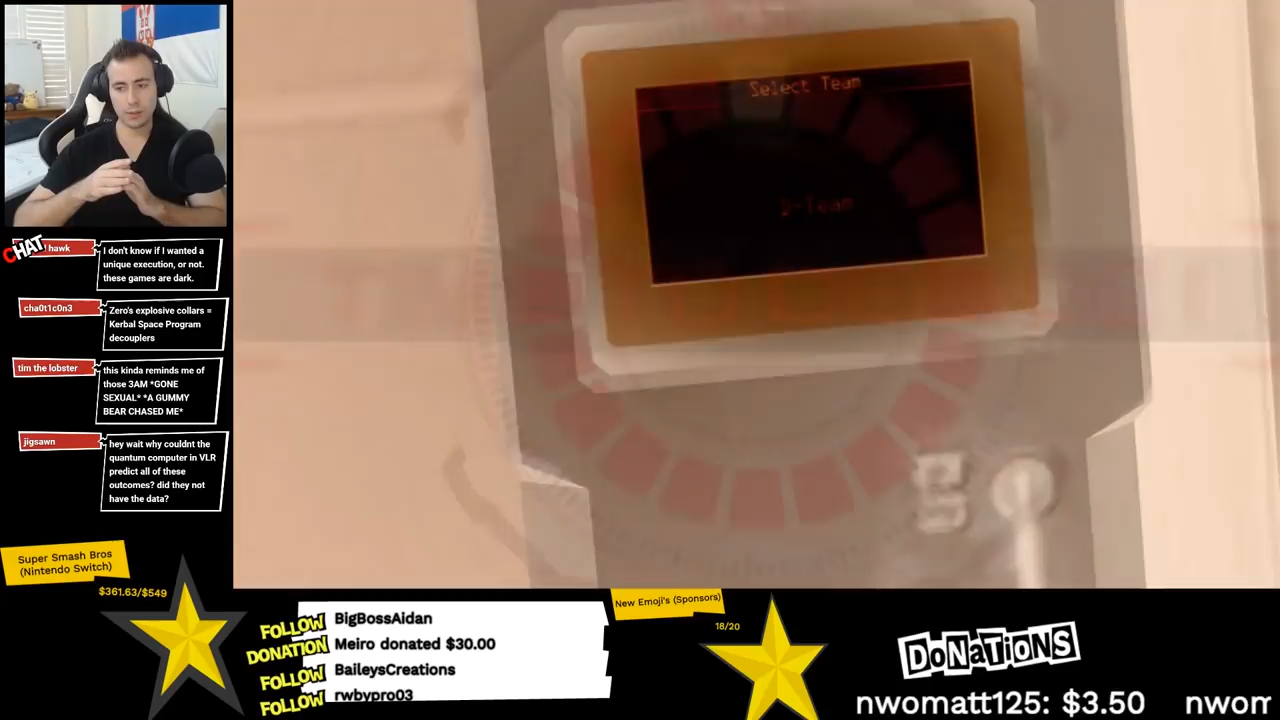 Select Team
D-Team
CHAT
hawk
I don't know if I wanted a
unique execution, or not.
these games are dark.
cha0t1c0n3
Zero's explosive collars =
Kerbal Space Program
decouplers
tim the lobster
this kinda reminds me of
those 3AM *GONE
SEXUAL* *A GUMMY
BEAR CHASED ME*
jigsawn
hey wait why couldnt the
quantum computer in VLR
predict all of these
outcomes? did they not
have the data?
Super Smash Bros
(Nintendo Switch)
$361.63/$549
FOLLOW BigBossAidan
DONATION Meiro donated $30.00
FOLLOW BaileysCreations
FOLLOW rwbypro03
New Emoji's (Sponsors)
18/20
DONATIONS
nwomatt125: $3.50 nwom